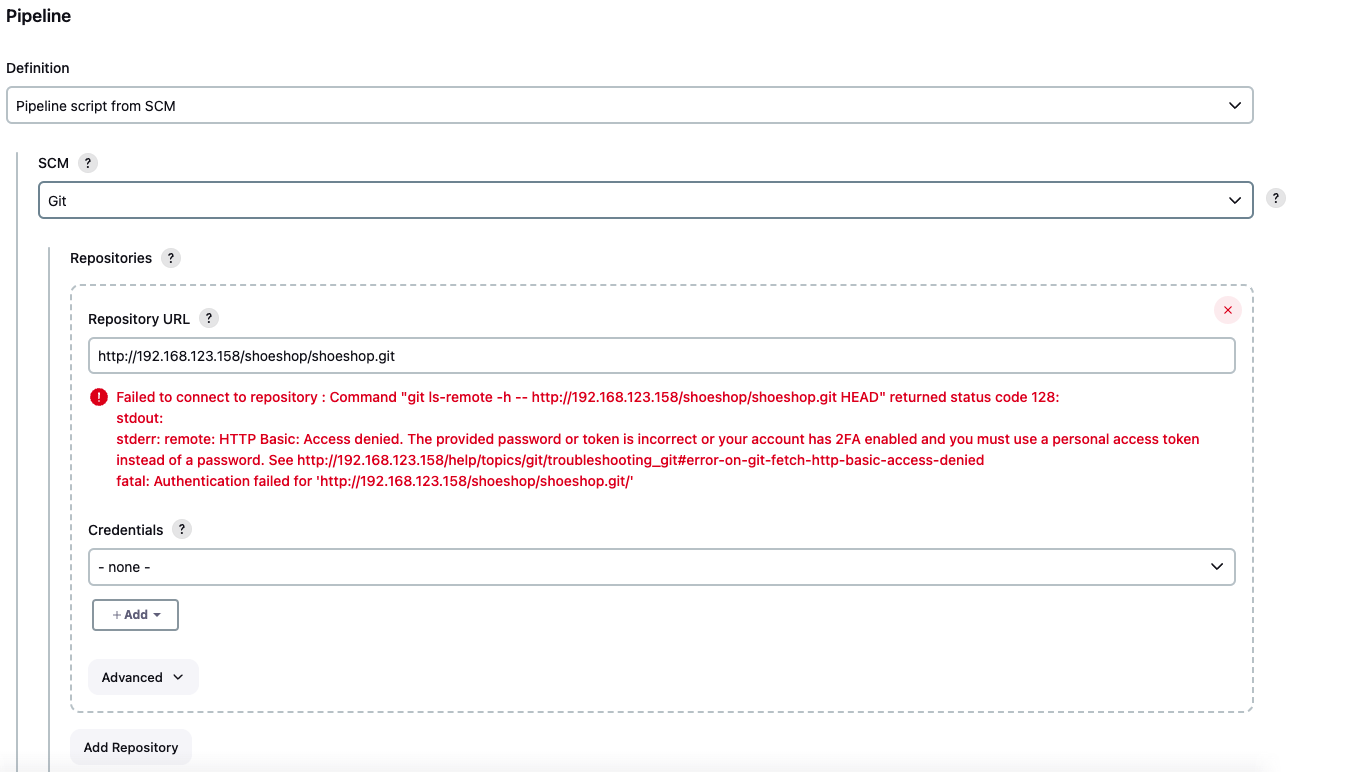 Pipeline
Definition
Pipeline script from SCM
SCM ?
Git
?
Repositories ?
Repository URL ?
http://192.168.123.158/shoeshop/shoeshop.git
Failed to connect to repository : Command "git ls-remote -h -- http://192.168.123.158/shoeshop/shoeshop.git HEAD" returned status code 128:
stdout:
stderr: remote: HTTP Basic: Access denied. The provided password or token is incorrect or your account has 2FA enabled and you must use a personal access token
instead of a password. See http://192.168.123.158/help/topics/git/troubleshooting_git#error-on-git-fetch-http-basic-access-denied
fatal: Authentication failed for 'http://192.168.123.158/shoeshop/shoeshop.git/'
Credentials ?
- none -
+ Add
Advanced
Add Repository